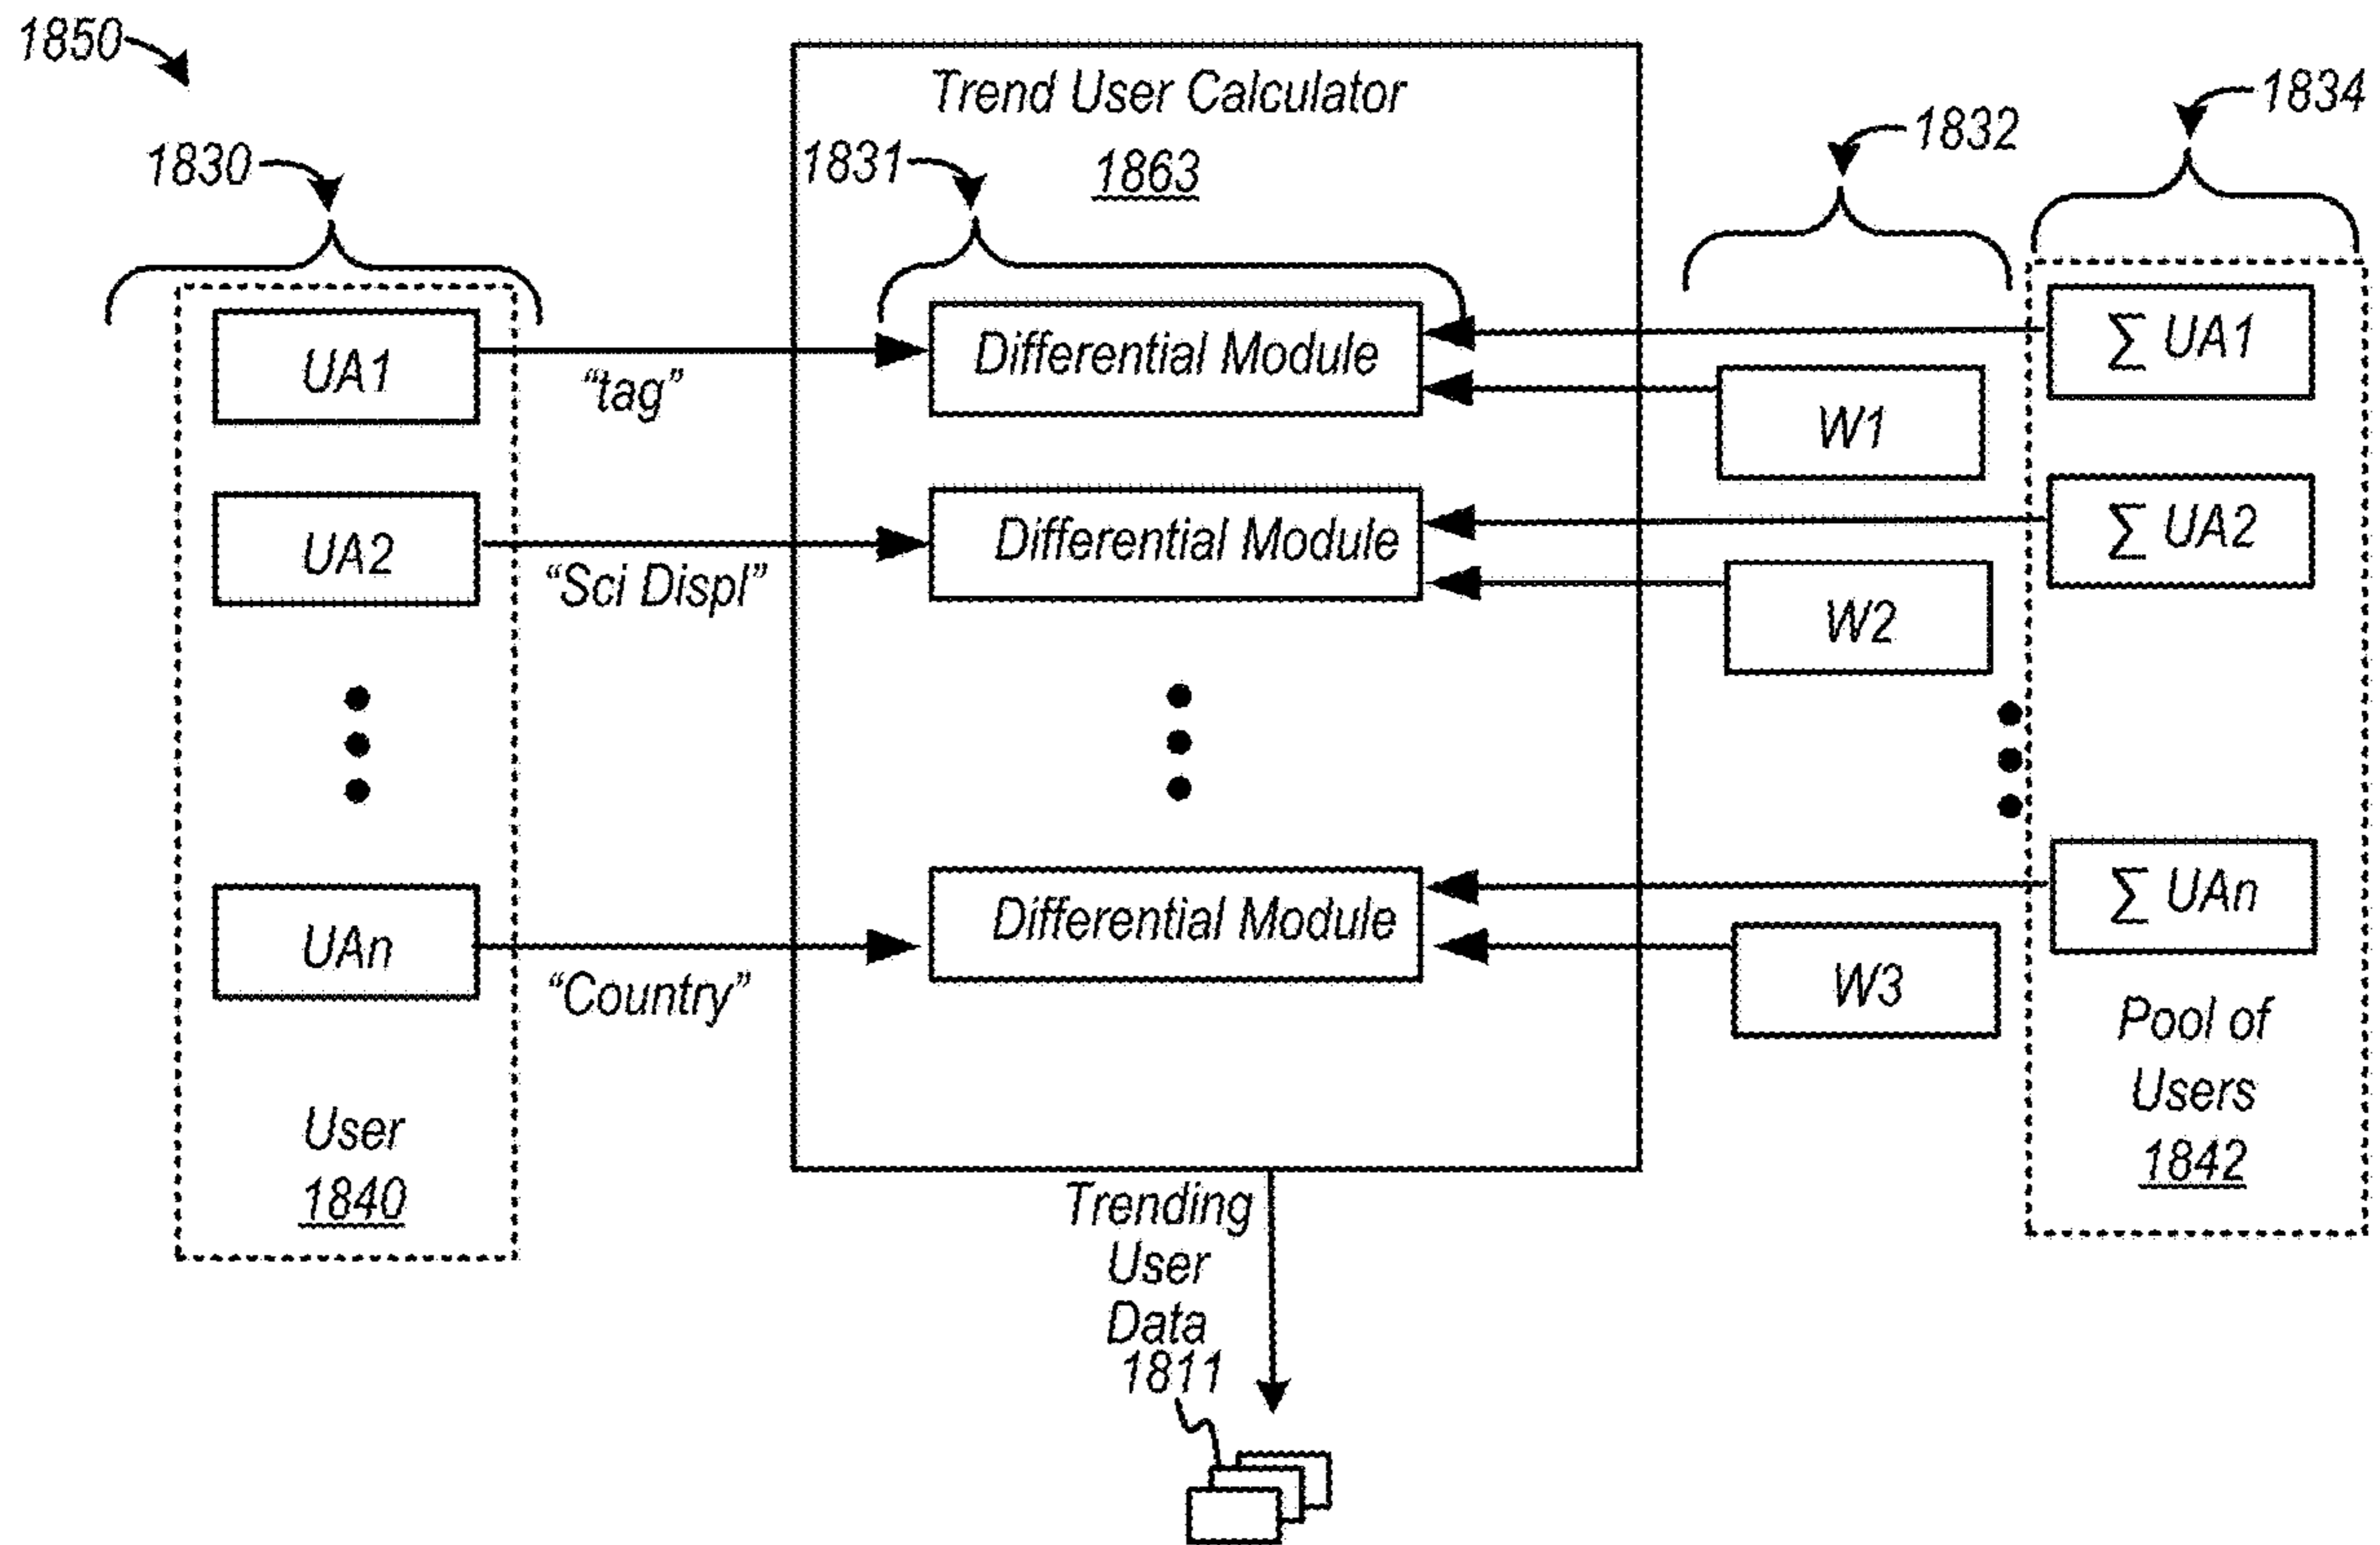 1850
1830
Trend User Calculator
1863
1831
1832
1834
UA1
"tag"
Differential Module
∑ UA1
W1
UA2
"Sci Displ"
Differential Module
∑ UA2
W2
UAn
"Country"
Differential Module
∑ UAn
W3
User
1840
Pool of
Users
1842
Trending
User
Data
1811